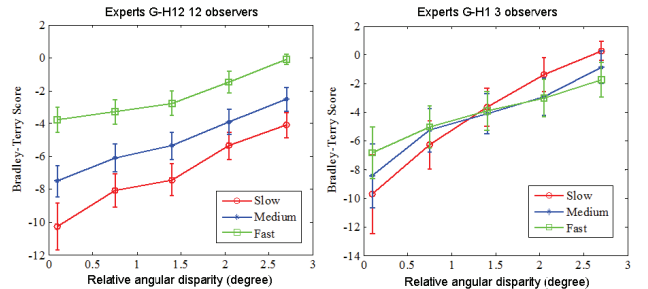 Experts G-H12 12 observers
Bradley-Terry Score
2
0
-2
-4
-6
-8
-10
-12
0
0.5
1
1.5
2
2.5
3
Slow
Medium
Fast
Relative angular disparity (degree)
Experts G-H1 3 observers
Bradley-Terry Score
2
0
-2
-4
-6
-8
-10
-12
-14
0
0.5
1
1.5
2
2.5
3
Slow
Medium
Fast
Relative angular disparity (degree)